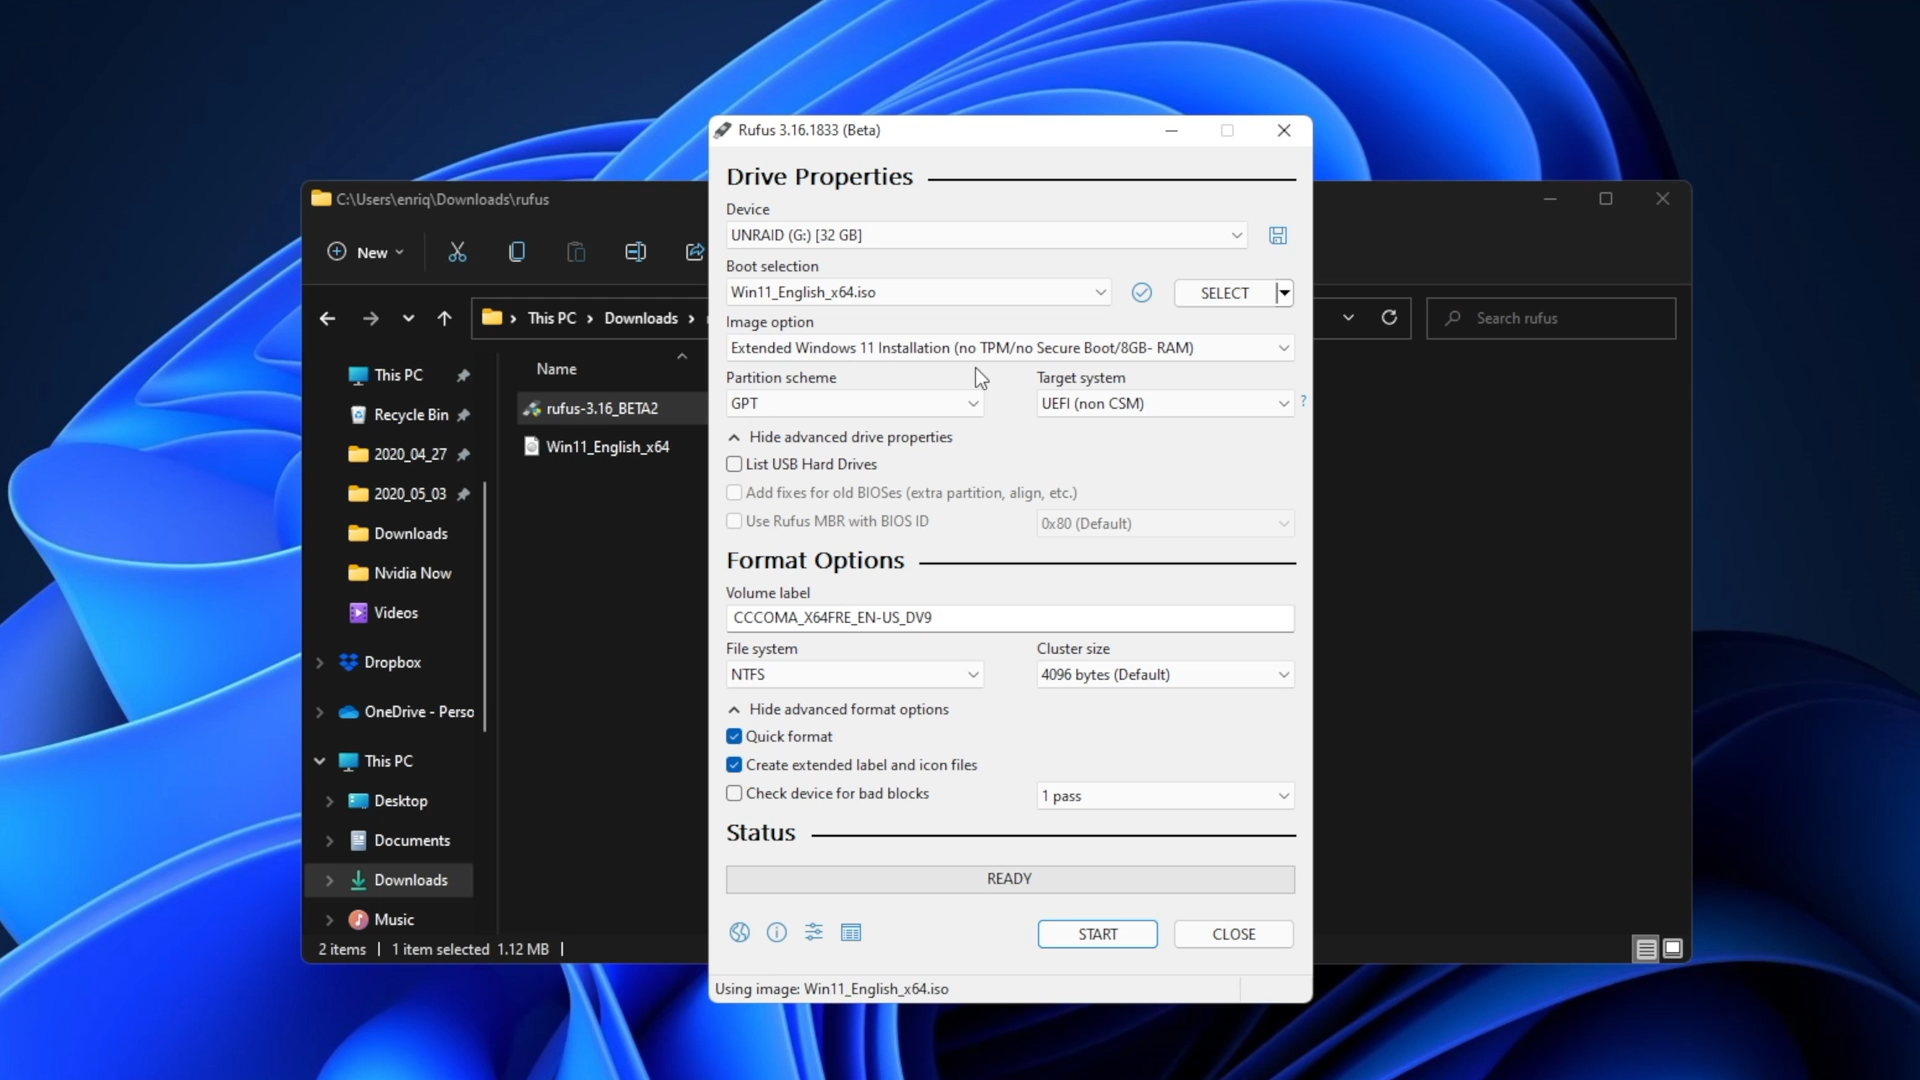 Rufus 3.16.1833 (Beta)
Drive Properties
Device
UNRAID (G:) [32 GB]
Boot selection
Win11_English_x64.iso
SELECT
Image option
Extended Windows 11 Installation (no TPM/no Secure Boot/8GB- RAM)
Partition scheme
Target system
GPT
UEFI (non CSM)
?
Hide advanced drive properties
List USB Hard Drives
Add fixes for old BIOSes (extra partition, align, etc.)
Use Rufus MBR with BIOS ID
0x80 (Default)
Format Options
Volume label
CCCOMA_X64FRE_EN-US_DV9
File system
Cluster size
NTFS
4096 bytes (Default)
Hide advanced format options
Quick format
Create extended label and icon files
Check device for bad blocks
1 pass
Status
READY
START
CLOSE
Using image: Win11_English_x64.iso
C:\Users\enriq\Downloads\rufus
New
This PC
Downloads
Search rufus
This PC
Recycle Bin
2020_04_27
2020_05_03
Downloads
Nvidia Now
Videos
Dropbox
OneDrive - Perso
This PC
Desktop
Documents
Downloads
Music
Name
rufus-3.16_BETA2
Win11_English_x64
2 items
1 item selected 1.12 MB